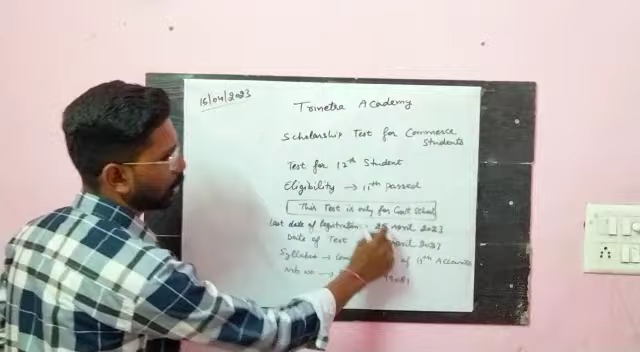 16/04/2023
Trinetra Academy
Scholarship Test for Commerce
Students
Test for 12th Student
Eligibility → 11th passed
This Test is only for Govt School
Last date of registration : 25 April 2023
Date of Test April 2023
Syllabus → of 11th Accounts
Mb no →